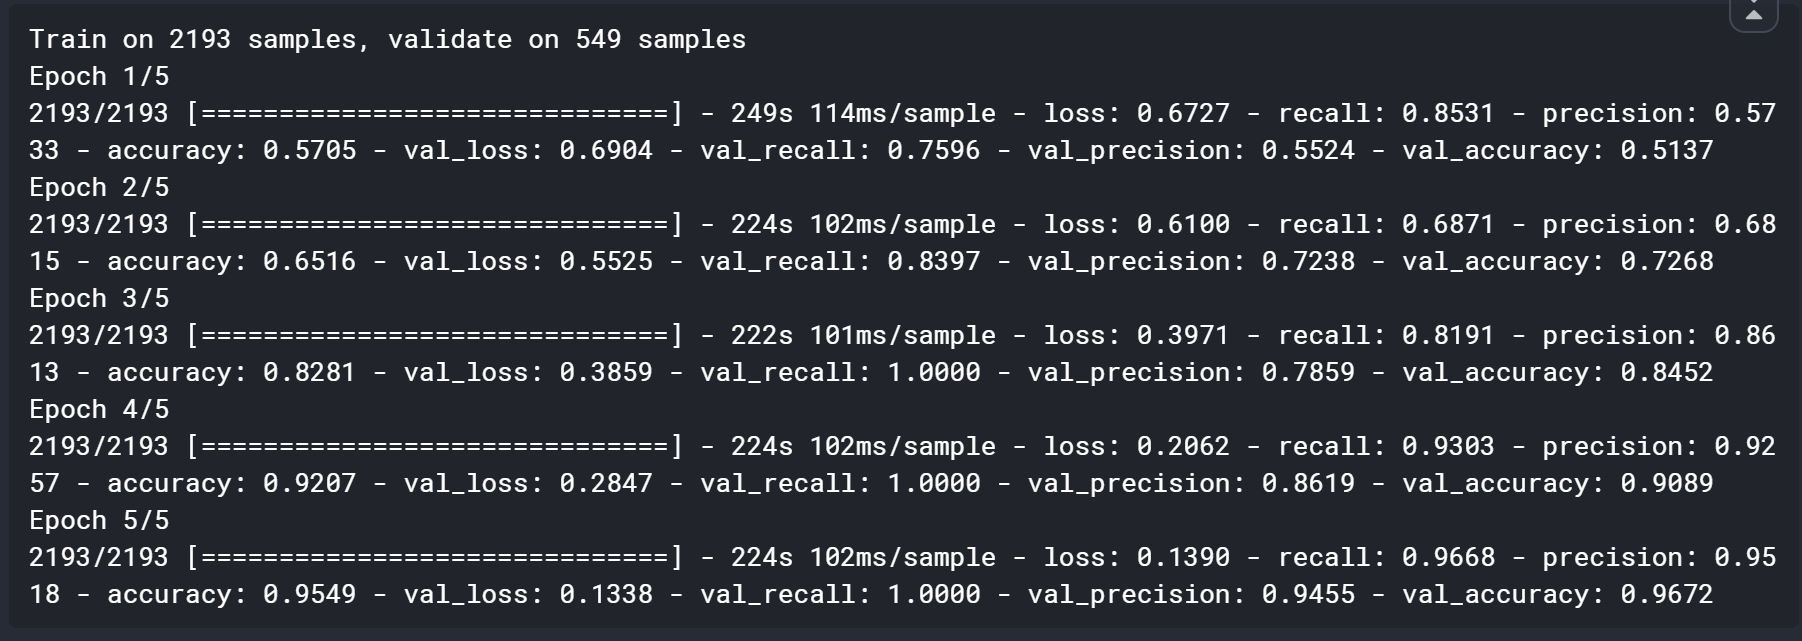 Train on 2193 samples, validate on 549 samples
Epoch 1/5
2193/2193 [==============================] - 249s 114ms/sample - loss: 0.6727 - recall: 0.8531 - precision: 0.57
33 - accuracy: 0.5705 - val_loss: 0.6904 - val_recall: 0.7596 - val_precision: 0.5524 - val_accuracy: 0.5137
Epoch 2/5
2193/2193 [==============================] - 224s 102ms/sample - loss: 0.6100 - recall: 0.6871 - precision: 0.68
15 - accuracy: 0.6516 - val_loss: 0.5525 - val_recall: 0.8397 - val_precision: 0.7238 - val_accuracy: 0.7268
Epoch 3/5
2193/2193 [==============================] - 222s 101ms/sample - loss: 0.3971 - recall: 0.8191 - precision: 0.86
13 - accuracy: 0.8281 - val_loss: 0.3859 - val_recall: 1.0000 - val_precision: 0.7859 - val_accuracy: 0.8452
Epoch 4/5
2193/2193 [==============================] - 224s 102ms/sample - loss: 0.2062 - recall: 0.9303 - precision: 0.92
57 - accuracy: 0.9207 - val_loss: 0.2847 - val_recall: 1.0000 - val_precision: 0.8619 - val_accuracy: 0.9089
Epoch 5/5
2193/2193 [==============================] - 224s 102ms/sample - loss: 0.1390 - recall: 0.9668 - precision: 0.95
18 - accuracy: 0.9549 - val_loss: 0.1338 - val_recall: 1.0000 - val_precision: 0.9455 - val_accuracy: 0.9672